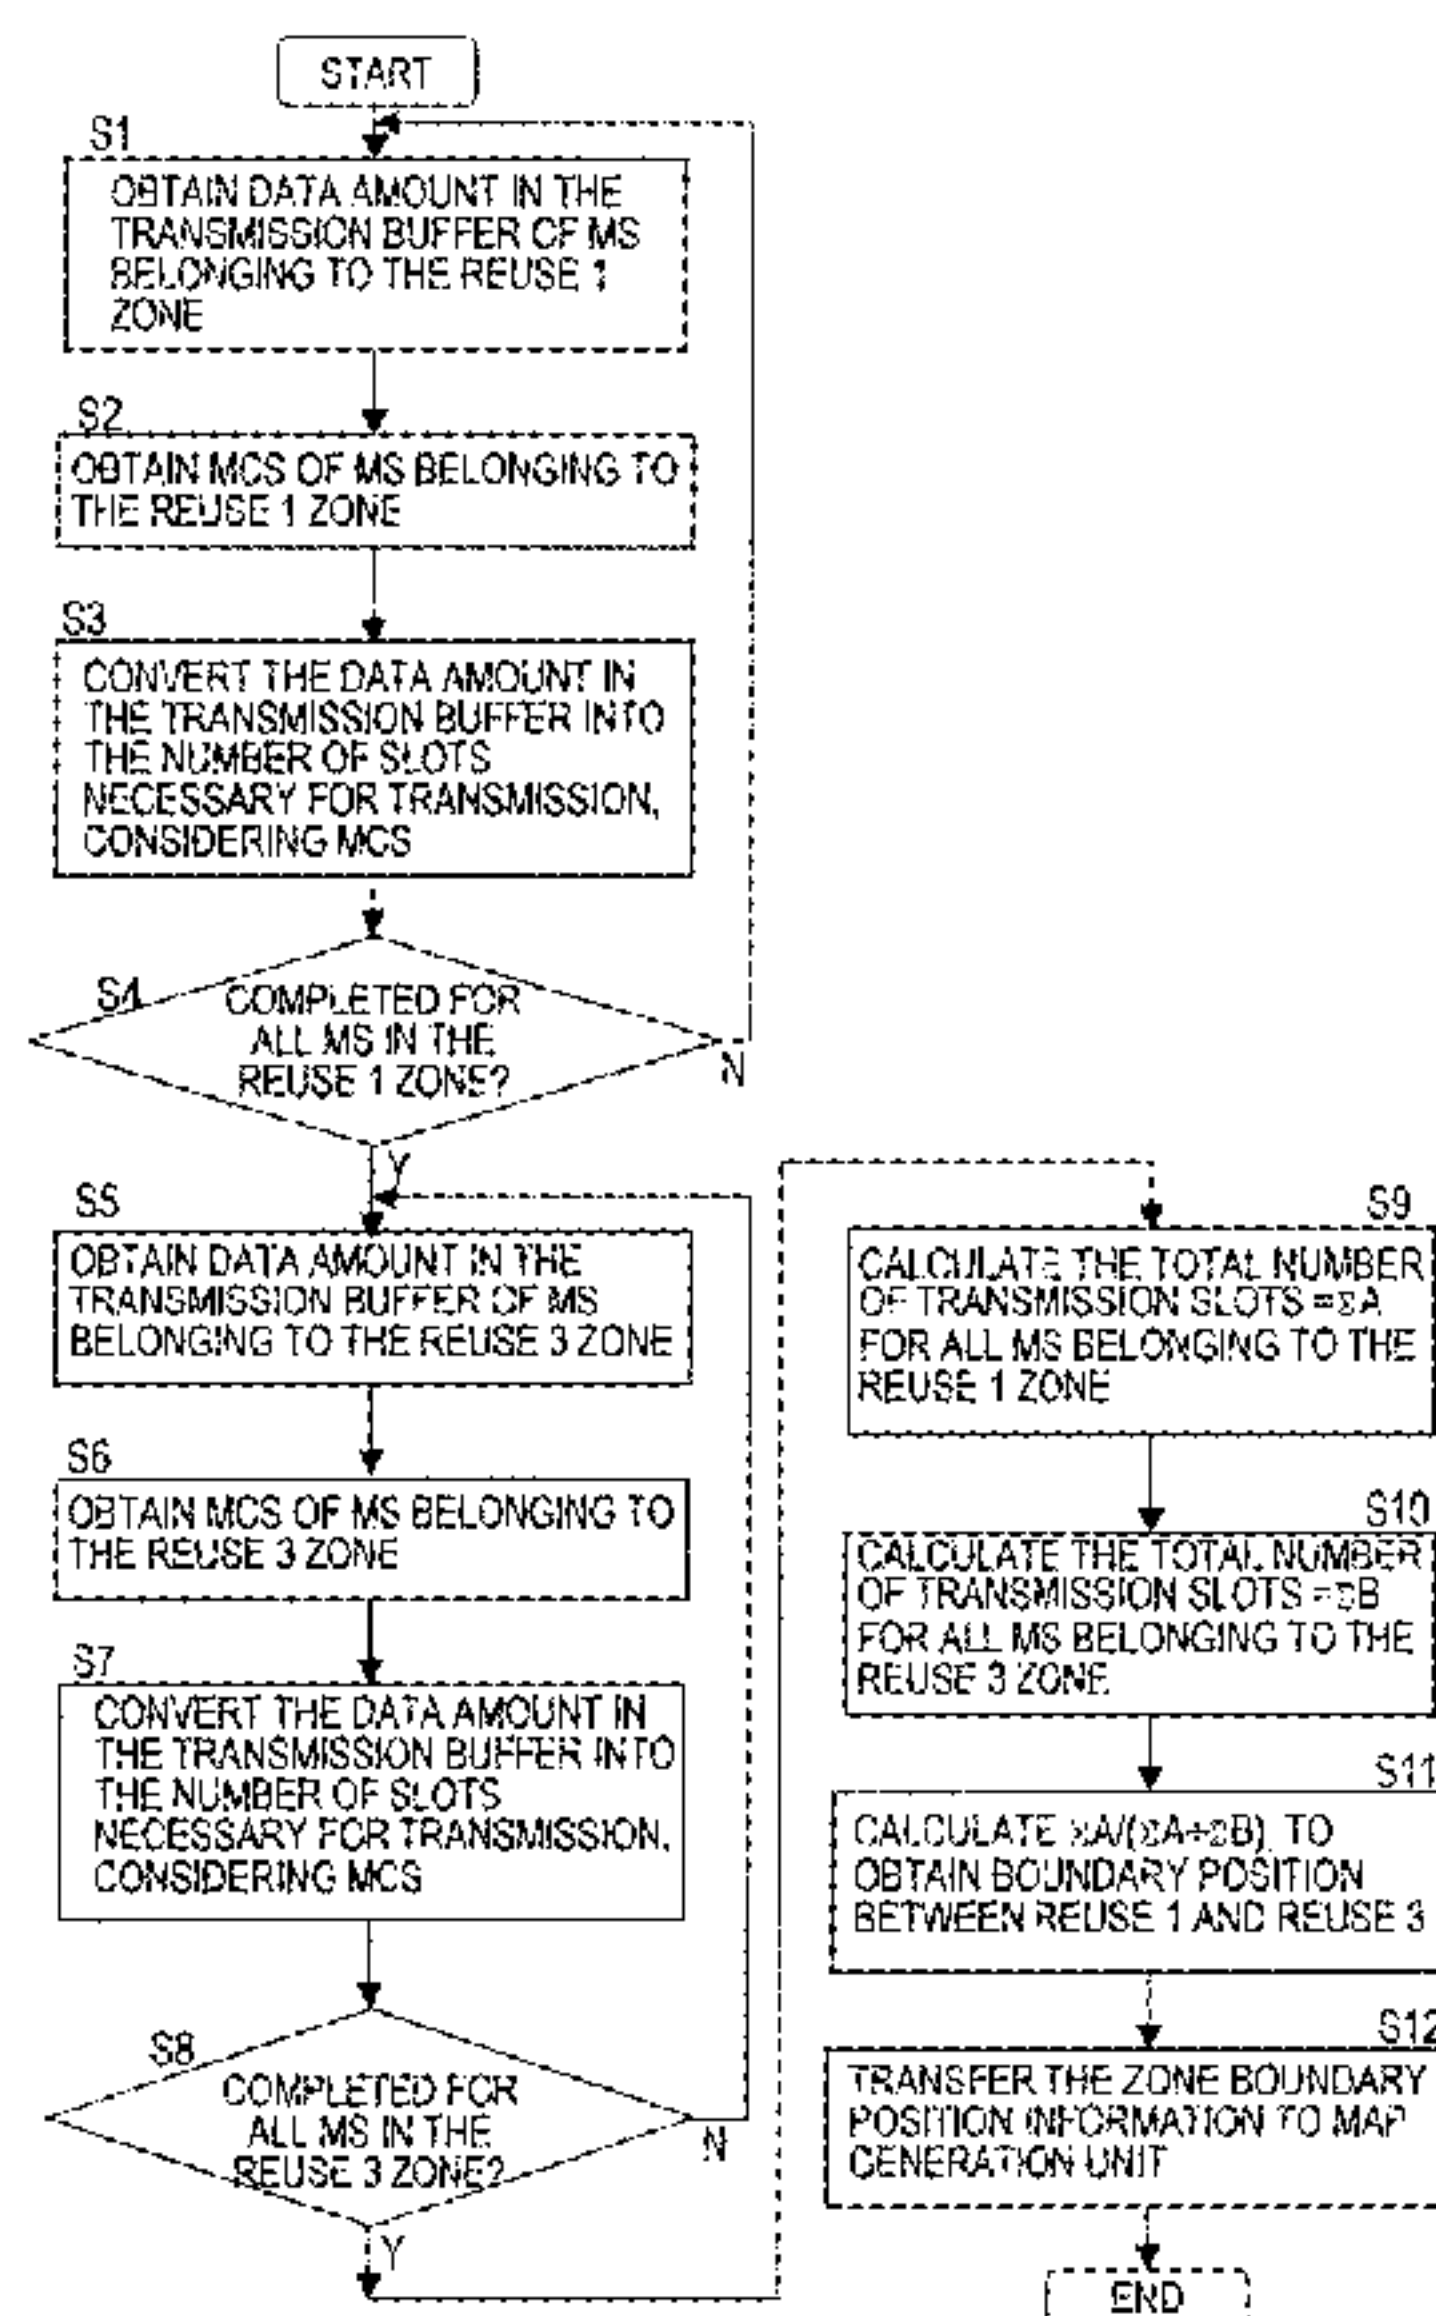 START
S1
OBTAIN DATA AMOUNT IN THE
TRANSMISSION BUFFER OF MS
BELONGING TO THE REUSE 1
ZONE
S2
OBTAIN MCS OF MS BELONGING TO
THE REUSE 1 ZONE
S3
CONVERT THE DATA AMOUNT IN
THE TRANSMISSION BUFFER INTO
THE NUMBER OF SLOTS
NECESSARY FOR TRANSMISSION,
CONSIDERING MCS
S4
COMPLETED FOR
ALL MS IN THE
REUSE 1 ZONE?
N
Y
S5
OBTAIN DATA AMOUNT IN THE
TRANSMISSION BUFFER OF MS
BELONGING TO THE REUSE 3 ZONE
S6
OBTAIN MCS OF MS BELONGING TO
THE REUSE 3 ZONE
S7
CONVERT THE DATA AMOUNT IN
THE TRANSMISSION BUFFER INTO
THE NUMBER OF SLOTS
NECESSARY FOR TRANSMISSION,
CONSIDERING MCS
S8
COMPLETED FOR
ALL MS IN THE
REUSE 3 ZONE?
N
Y
S9
CALCULATE THE TOTAL NUMBER
OF TRANSMISSION SLOTS =ΣA
FOR ALL MS BELONGING TO THE
REUSE 1 ZONE
S10
CALCULATE THE TOTAL NUMBER
OF TRANSMISSION SLOTS =ΣB
FOR ALL MS BELONGING TO THE
REUSE 3 ZONE
S11
CALCULATE ΣA/(ΣA+ΣB) TO
OBTAIN BOUNDARY POSITION
BETWEEN REUSE 1 AND REUSE 3
S12
TRANSFER THE ZONE BOUNDARY
POSITION INFORMATION TO MAP
GENERATION UNIT
END